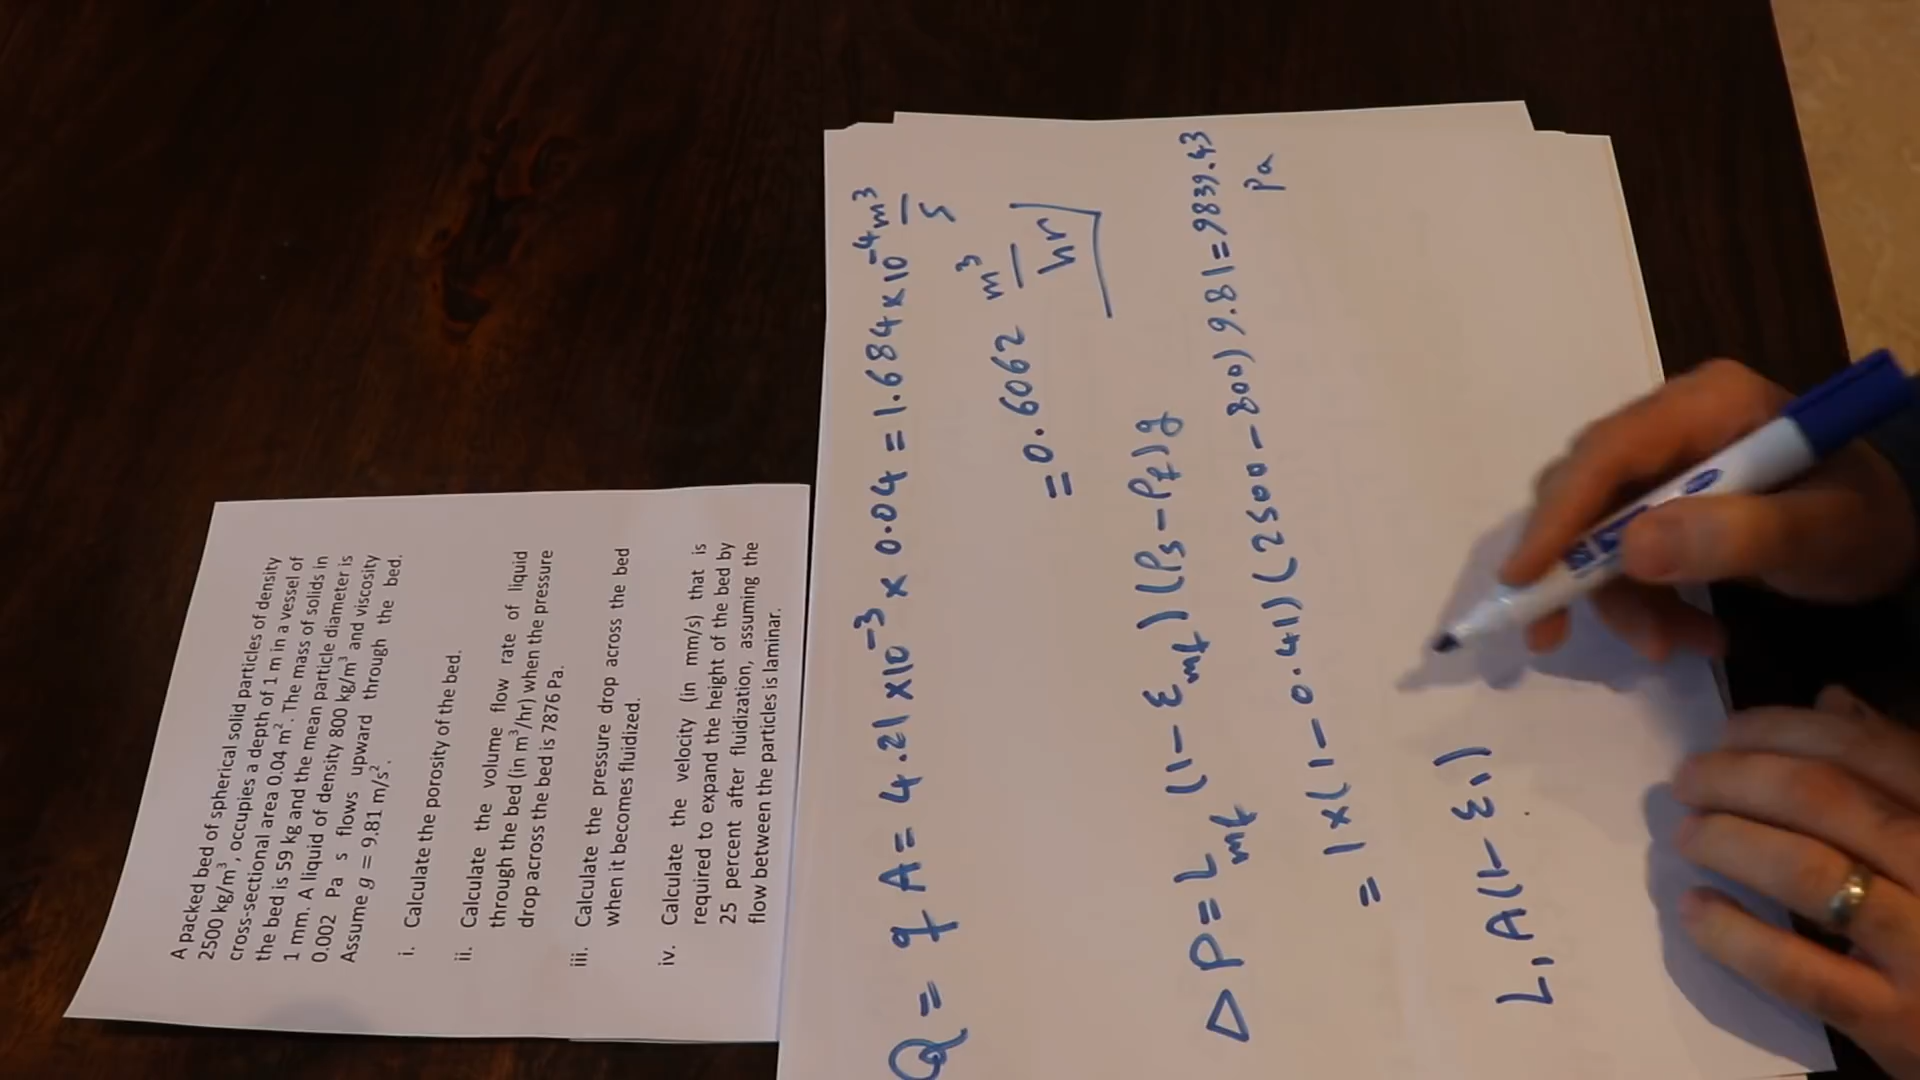 A packed bed of spherical solid particles of density
2500 kg/m³, occupies a depth of 1 m in a vessel of
cross-sectional area 0.04 m². The mass of solids in
the bed is 59 kg and the mean particle diameter is
1 mm. A liquid of density 800 kg/m³ and viscosity
0.002 Pa s flows upward through the bed.
Assume g = 9.81 m/s².
i. Calculate the porosity of the bed.
ii. Calculate the volume flow rate of liquid
through the bed (in m³/hr) when the pressure
drop across the bed is 7876 Pa.
iii. Calculate the pressure drop across the bed
when it becomes fluidized.
iv. Calculate the velocity (in mm/s) that is
required to expand the height of the bed by
25 percent after fluidization, assuming the
flow between the particles is laminar.
Q = q A = 4.21 x10⁻³ x 0.04 = 1.684 x 10⁻⁴ m³/s
= 0.6062 m³/hr
ΔP = Lmf (1 - εmf) (ρs - ρf) g
= 1 x (1 - 0.41) (2500 - 800) 9.81 = 9839.43
Pa
L₁ A (1 - ε₁)